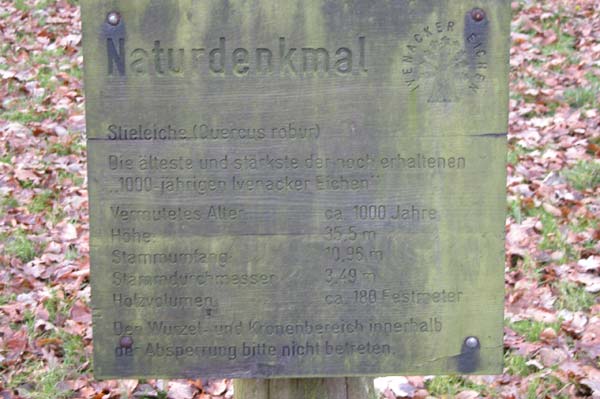 Naturdenkmal
IVENACKER EICHEN
Stieleiche (Quercus robur)
Die älteste und stärkste der noch erhaltenen
„1000-jährigen Ivenacker Eichen"
Vermutetes Alter: ca. 1000 Jahre
Höhe: 35,5 m
Stammumfang: 10,96 m
Stammdurchmesser: 3,49 m
Holzvolumen: ca. 180 Festmeter
Den Wurzel- und Kronenbereich innerhalb
der Absperrung bitte nicht betreten.